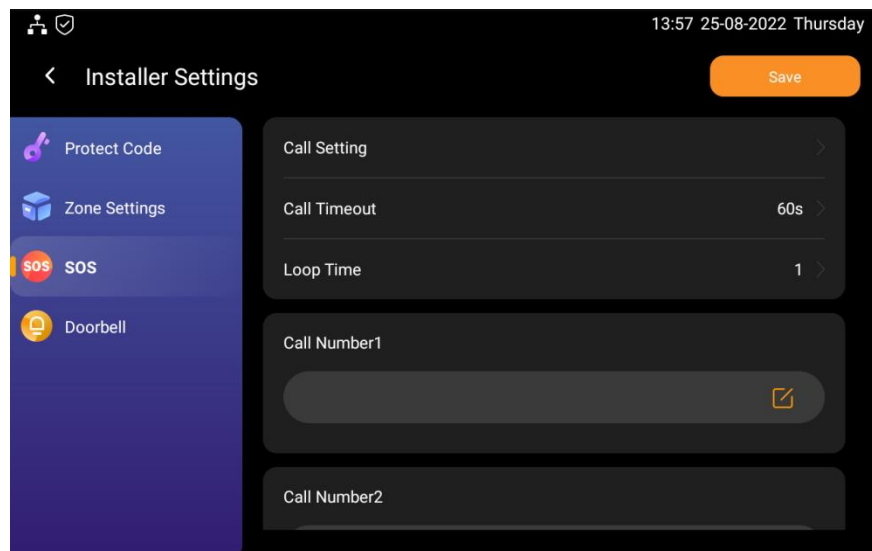 13:57 25-08-2022 Thursday
Installer Settings
Save
Protect Code
Zone Settings
SOS SOS
Doorbell
Call Setting
Call Timeout 60s
Loop Time 1
Call Number1
Call Number2